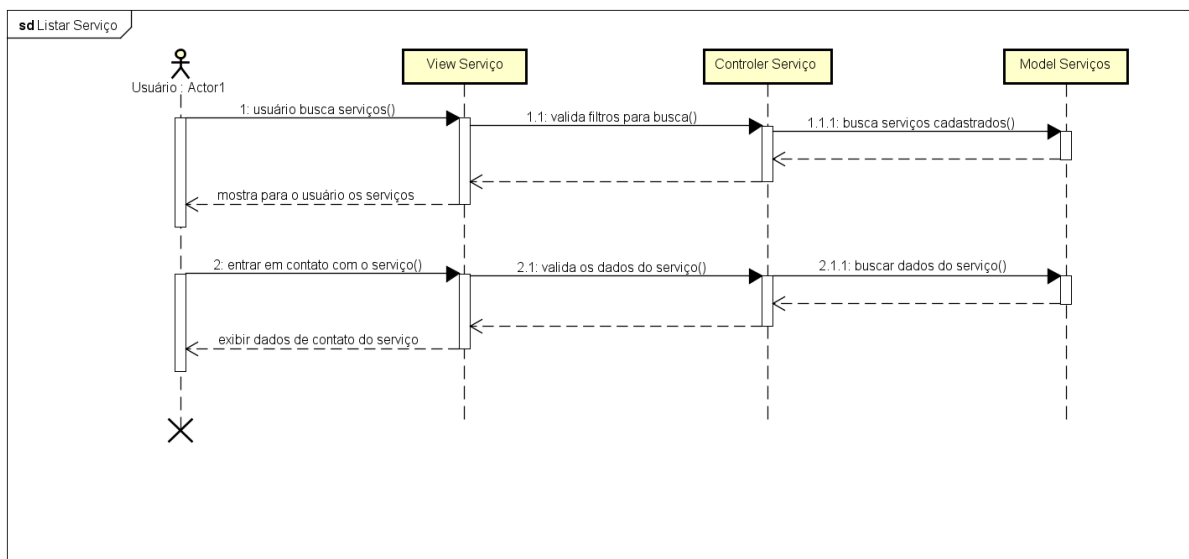 sd Listar Serviço
Usuário : Actor1
View Serviço
Controler Serviço
Model Serviços
1: usuário busca serviços()
1.1: valida filtros para busca()
1.1.1: busca serviços cadastrados()
mostra para o usuário os serviços
2: entrar em contato com o serviço()
2.1: valida os dados do serviço()
2.1.1: buscar dados do serviço()
exibir dados de contato do serviço